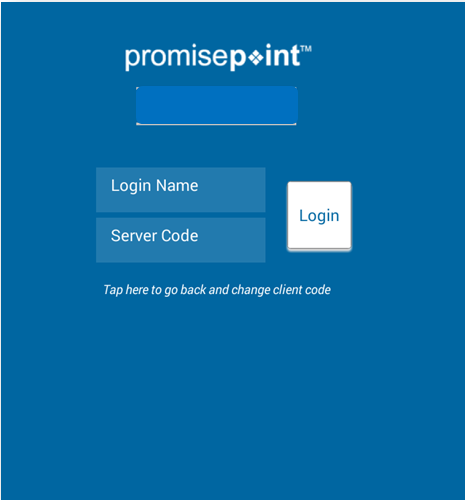 promisepoint™
Login Name
Login
Server Code
Tap here to go back and change client code